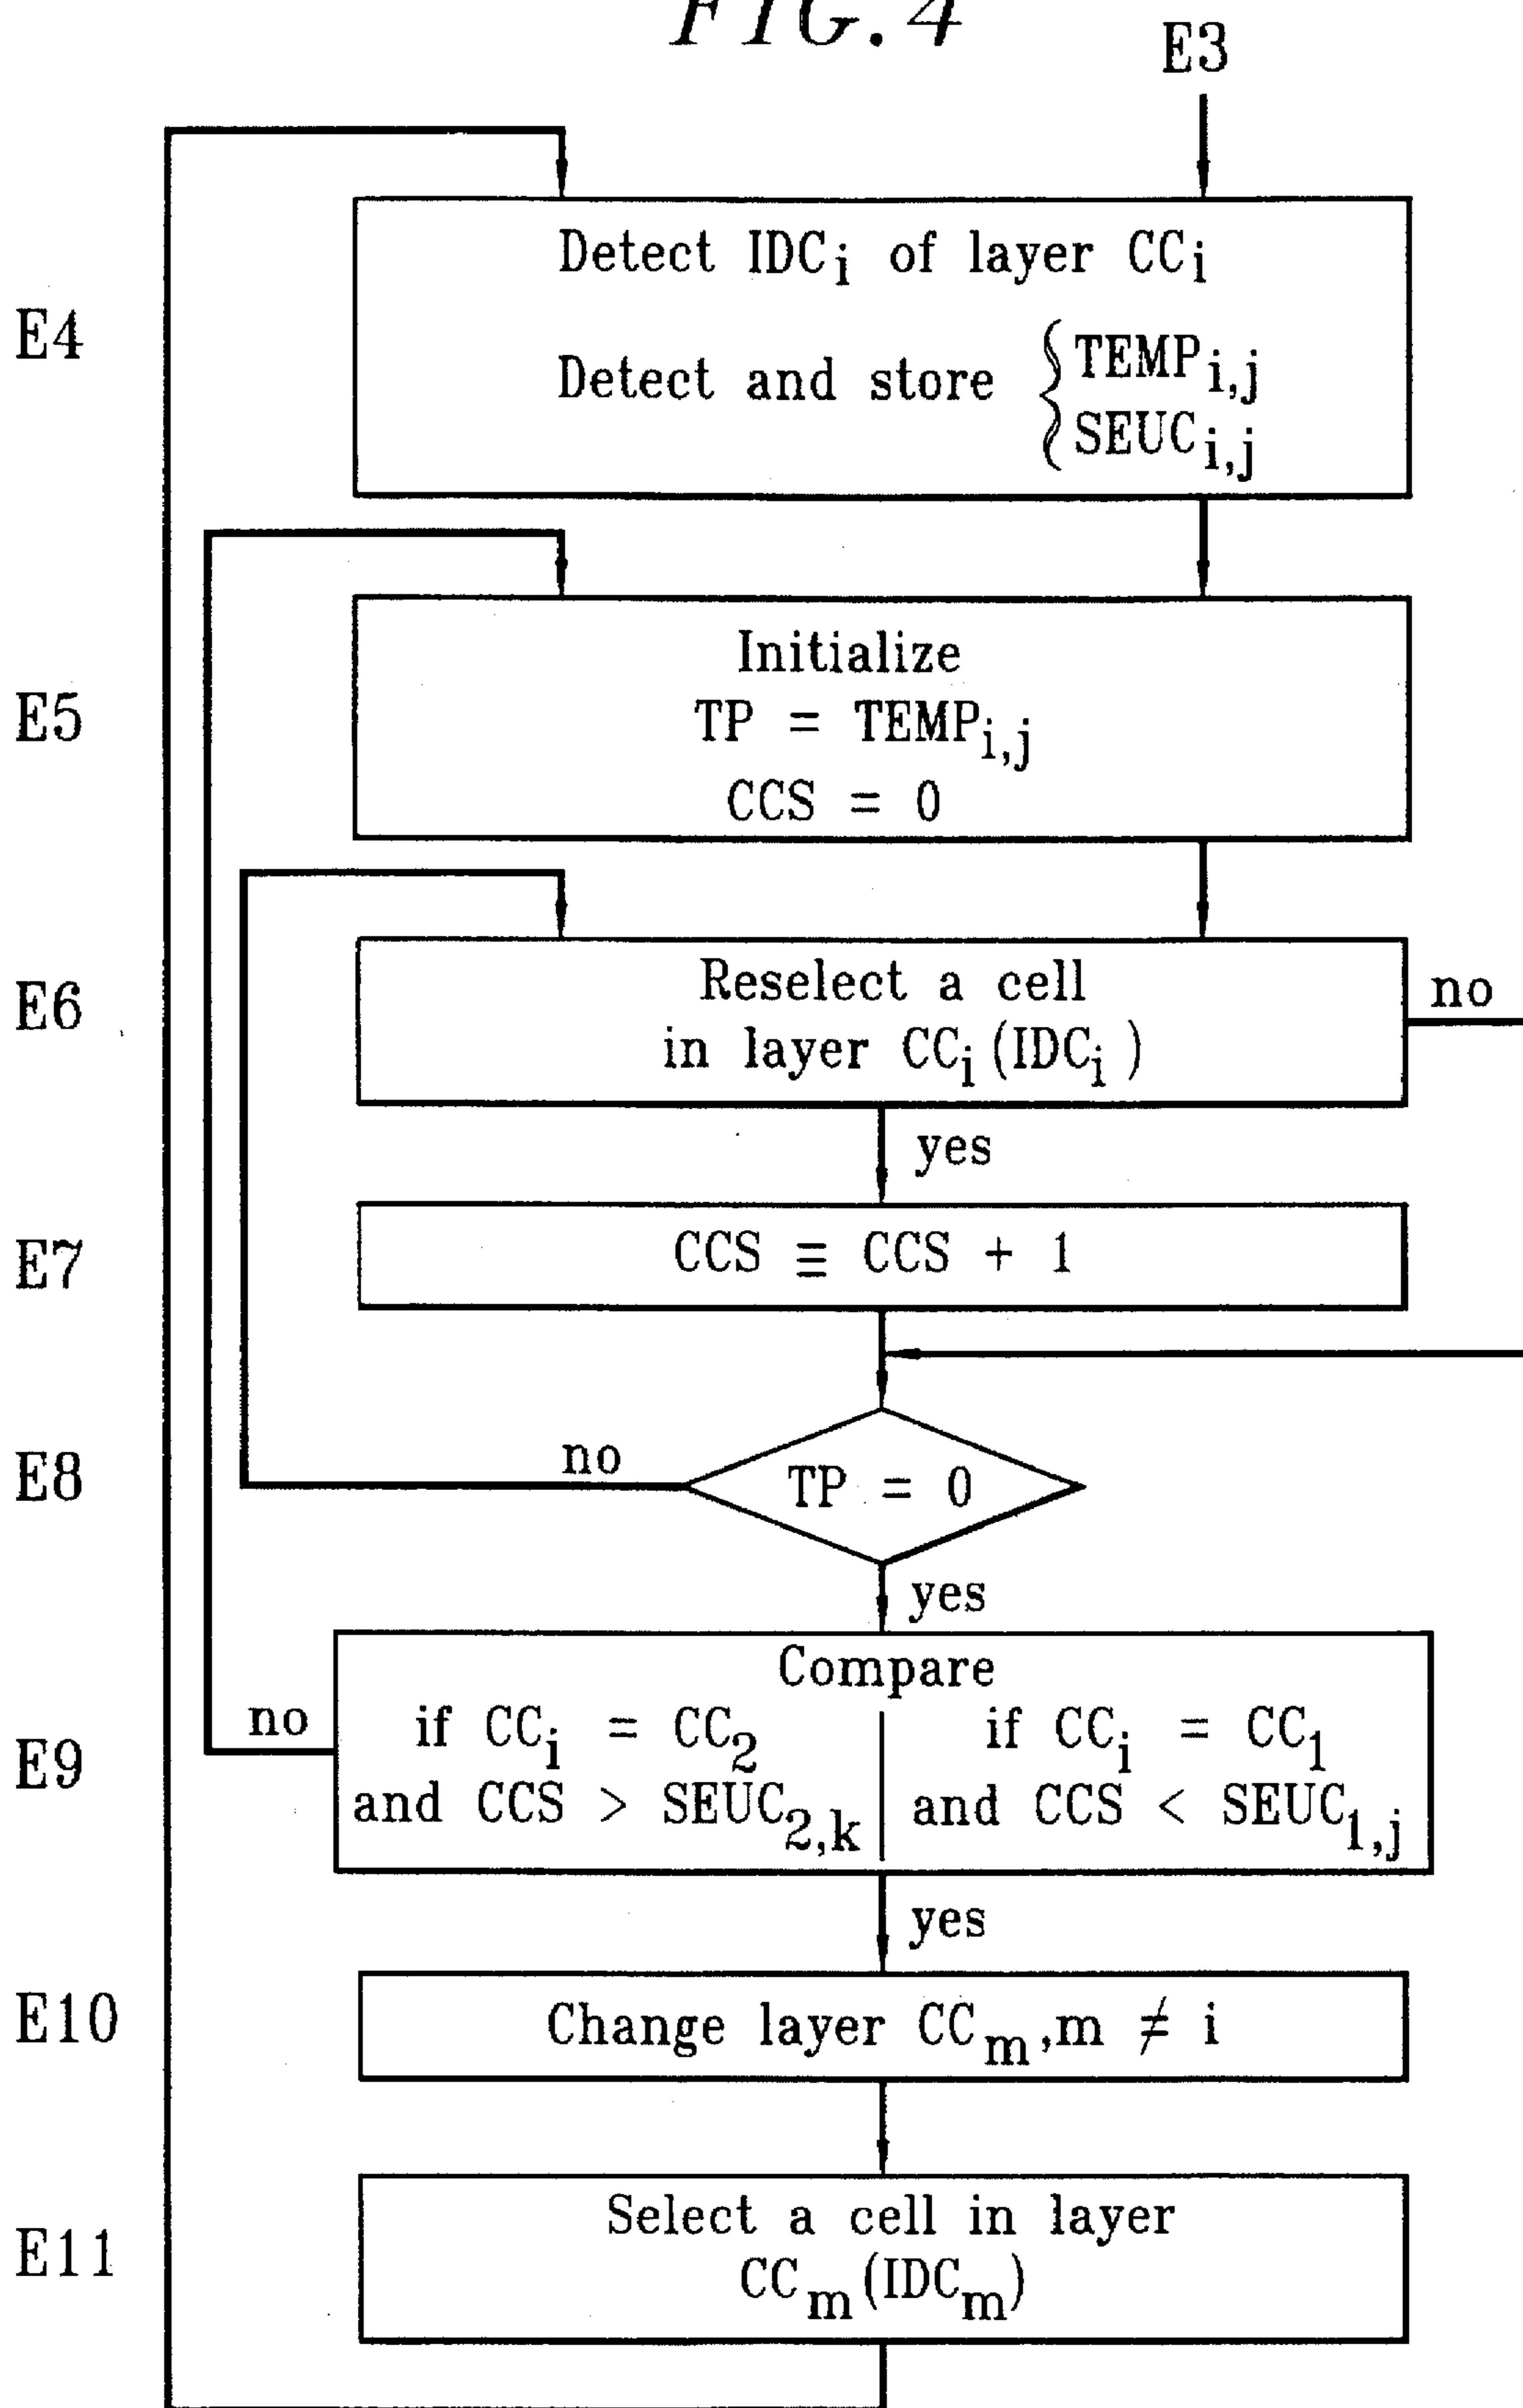 FIG. 4
E3
E4
Detect IDCi of layer CCi
Detect and store { TEMPi,j
SEUCi,j
E5
Initialize
TP = TEMPi,j
CCS = 0
E6
Reselect a cell
in layer CCi (IDCi)
no
yes
E7
CCS ≡ CCS + 1
E8
no
TP = 0
yes
E9
no
Compare
if CCi = CC2
and CCS > SEUC2,k
if CCi = CC1
and CCS < SEUC1,j
yes
E10
Change layer CCm,m ≠ i
E11
Select a cell in layer
CCm(IDCm)